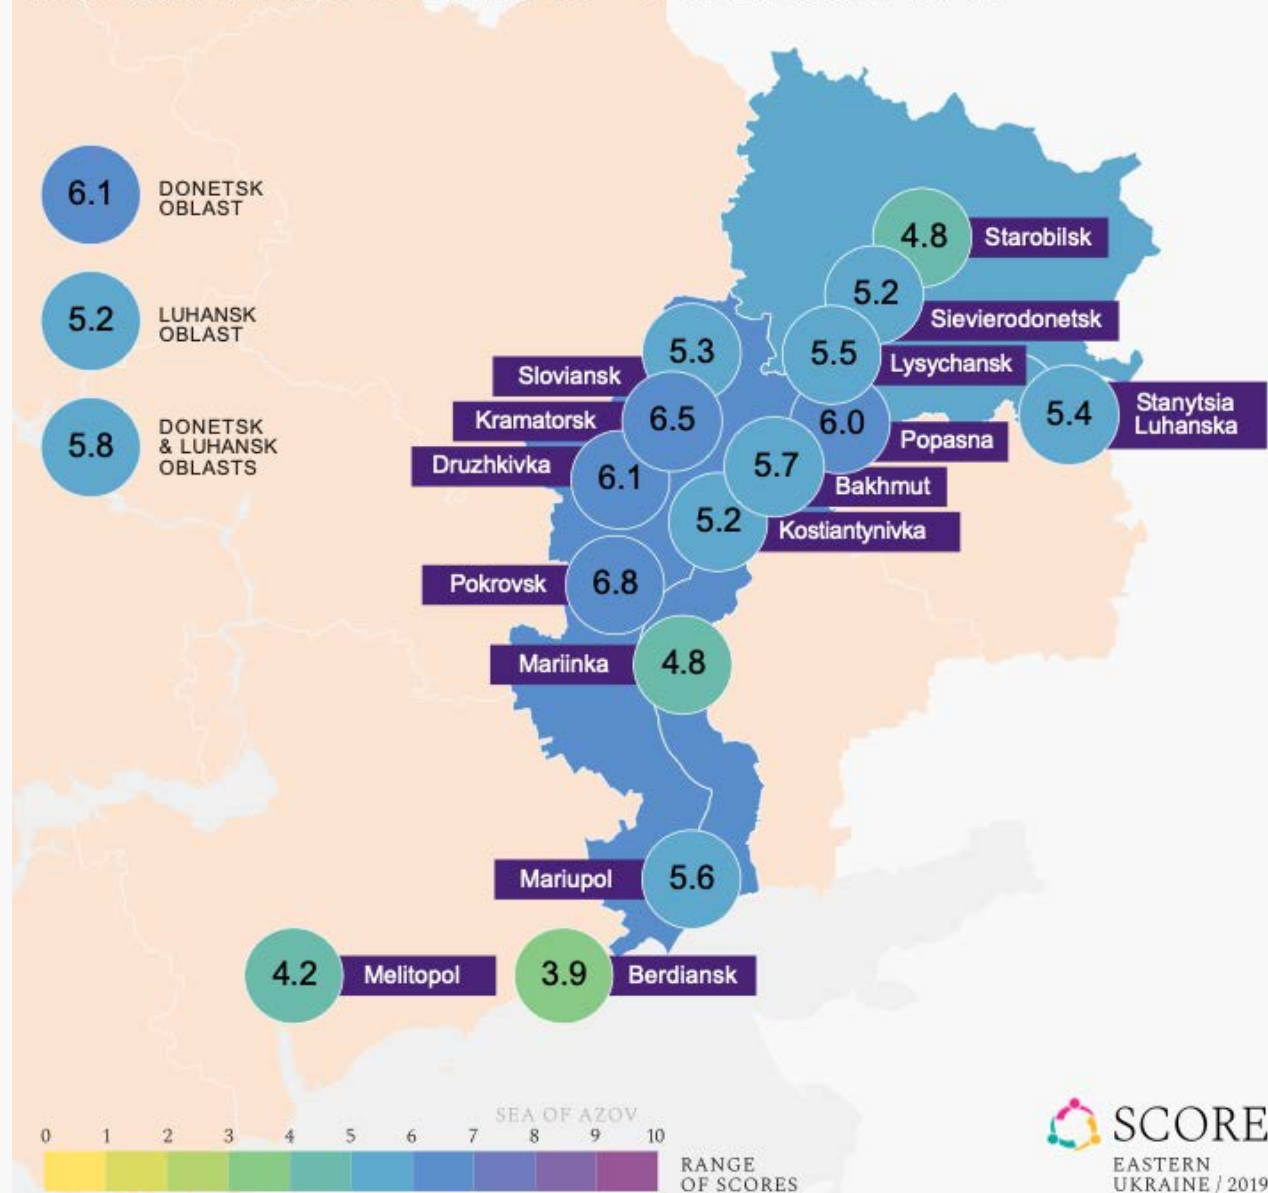 6.1
DONETSK
OBLAST
5.2
LUHANSK
OBLAST
5.8
DONETSK
& LUHANSK
OBLASTS
4.8
Starobilsk
5.2
Sievierodonetsk
5.5
Lysychansk
5.4
Stanytsia
Luhanska
5.3
Sloviansk
6.5
Kramatorsk
6.0
Popasna
6.1
Druzhkivka
5.7
Bakhmut
5.2
Kostiantynivka
Pokrovsk
6.8
Mariinka
4.8
Mariupol
5.6
4.2
Melitopol
3.9
Berdiansk
SEA OF AZOV
0 1 2 3 4 5 6 7 8 9 10
RANGE
OF SCORES
SCORE
EASTERN
UKRAINE / 2019